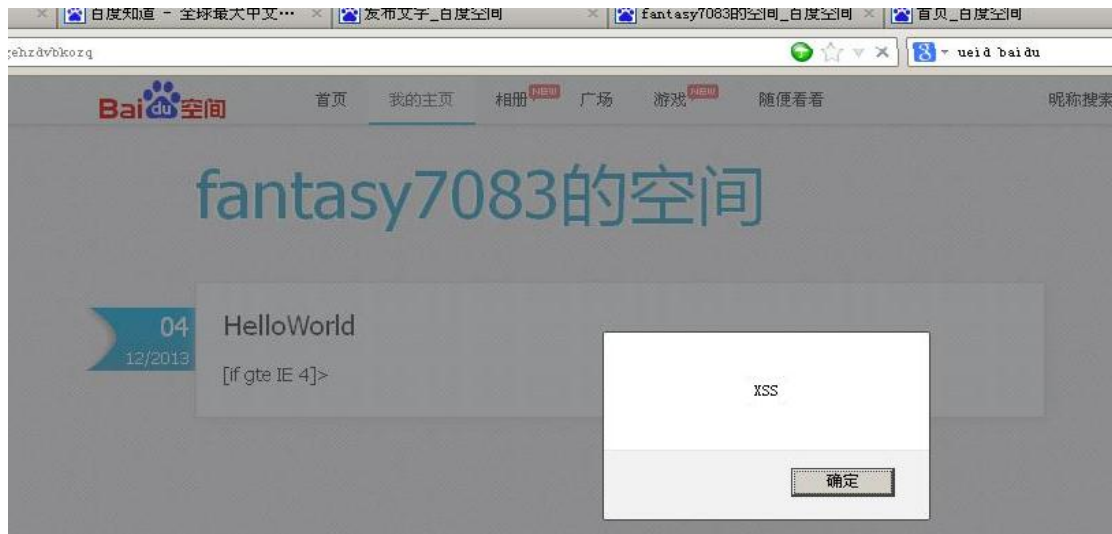 百度知道 - 全球最大中文… 发布文字_百度空间 fantasy7083的空间_百度空间 首页_百度空间
gehzdvbkozq ueid baidu
Bai du 空间 首页 我的主页 相册 NEW 广场 游戏 NEW 随便看看 昵称搜索
fantasy7083的空间
04
12/2013
HelloWorld
[if gte IE 4]>
XSS
确定